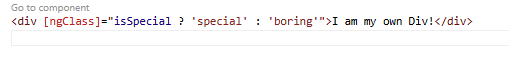 Go to component
<div [ngClass]="isSpecial ? 'special' : 'boring'">I am my own Div!</div>